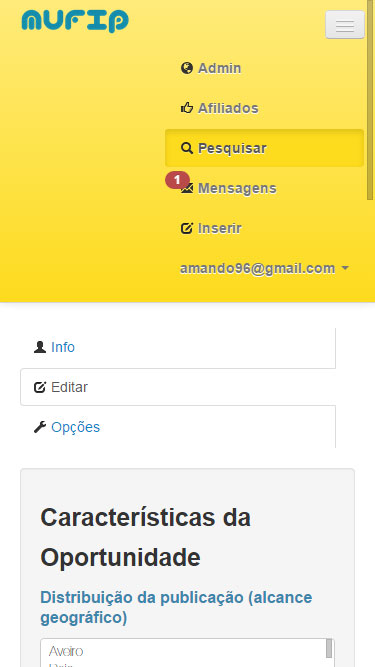 MUFIP
Admin
Afiliados
Pesquisar
1
Mensagens
Inserir
amando96@gmail.com
Info
Editar
Opções
Características da
Oportunidade
Distribuição da publicação (alcance
geográfico)
Aveiro